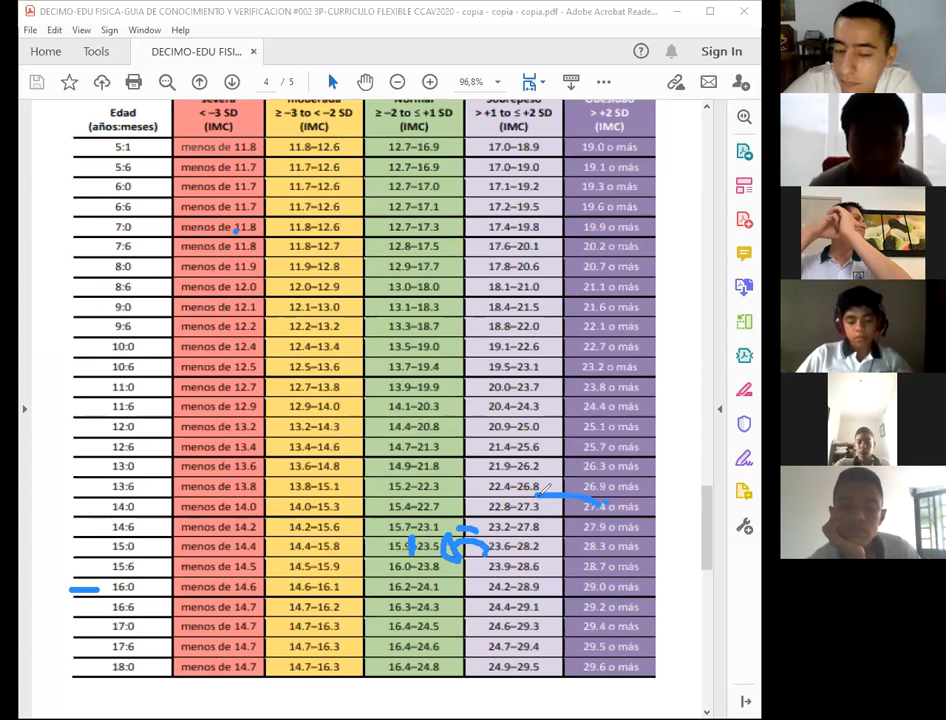 DECIMO-EDU FISICA-GUIA DE CONOCIMIENTO Y VERIFICACION #002 3P-CURRICULO FLEXIBLE CCAV2020 - copia - copia - copia.pdf - Adobe Acrobat Reade...
File Edit View Sign Window Help
Home Tools DECIMO-EDU FISI... × Sign In
4 / 5 96,8%
severa moderada Normal Sobrepeso Obesidad
Edad < −3 SD ≥ −3 to < −2 SD ≥ −2 to ≤ +1 SD > +1 to ≤ +2 SD > +2 SD
(años:meses) (IMC) (IMC) (IMC) (IMC) (IMC)
5:1 menos de 11.8 11.8–12.6 12.7–16.9 17.0–18.9 19.0 o más
5:6 menos de 11.7 11.7–12.6 12.7–16.9 17.0–19.0 19.1 o más
6:0 menos de 11.7 11.7–12.6 12.7–17.0 17.1–19.2 19.3 o más
6:6 menos de 11.7 11.7–12.6 12.7–17.1 17.2–19.5 19.6 o más
7:0 menos de 11.8 11.8–12.6 12.7–17.3 17.4–19.8 19.9 o más
7:6 menos de 11.8 11.8–12.7 12.8–17.5 17.6–20.1 20.2 o más
8:0 menos de 11.9 11.9–12.8 12.9–17.7 17.8–20.6 20.7 o más
8:6 menos de 12.0 12.0–12.9 13.0–18.0 18.1–21.0 21.1 o más
9:0 menos de 12.1 12.1–13.0 13.1–18.3 18.4–21.5 21.6 o más
9:6 menos de 12.2 12.2–13.2 13.3–18.7 18.8–22.0 22.1 o más
10:0 menos de 12.4 12.4–13.4 13.5–19.0 19.1–22.6 22.7 o más
10:6 menos de 12.5 12.5–13.6 13.7–19.4 19.5–23.1 23.2 o más
11:0 menos de 12.7 12.7–13.8 13.9–19.9 20.0–23.7 23.8 o más
11:6 menos de 12.9 12.9–14.0 14.1–20.3 20.4–24.3 24.4 o más
12:0 menos de 13.2 13.2–14.3 14.4–20.8 20.9–25.0 25.1 o más
12:6 menos de 13.4 13.4–14.6 14.7–21.3 21.4–25.6 25.7 o más
13:0 menos de 13.6 13.6–14.8 14.9–21.8 21.9–26.2 26.3 o más
13:6 menos de 13.8 13.8–15.1 15.2–22.3 22.4–26.8 26.9 o más
14:0 menos de 14.0 14.0–15.3 15.4–22.7 22.8–27.3 27.4 o más
14:6 menos de 14.2 14.2–15.6 15.7–23.1 23.2–27.8 27.9 o más
15:0 menos de 14.4 14.4–15.8 15.9–23.5 23.6–28.2 28.3 o más
15:6 menos de 14.5 14.5–15.9 16.0–23.8 23.9–28.6 28.7 o más
16:0 menos de 14.6 14.6–16.1 16.2–24.1 24.2–28.9 29.0 o más
16:6 menos de 14.7 14.7–16.2 16.3–24.3 24.4–29.1 29.2 o más
17:0 menos de 14.7 14.7–16.3 16.4–24.5 24.6–29.3 29.4 o más
17:6 menos de 14.7 14.7–16.3 16.4–24.6 24.7–29.4 29.5 o más
18:0 menos de 14.7 14.7–16.3 16.4–24.8 24.9–29.5 29.6 o más